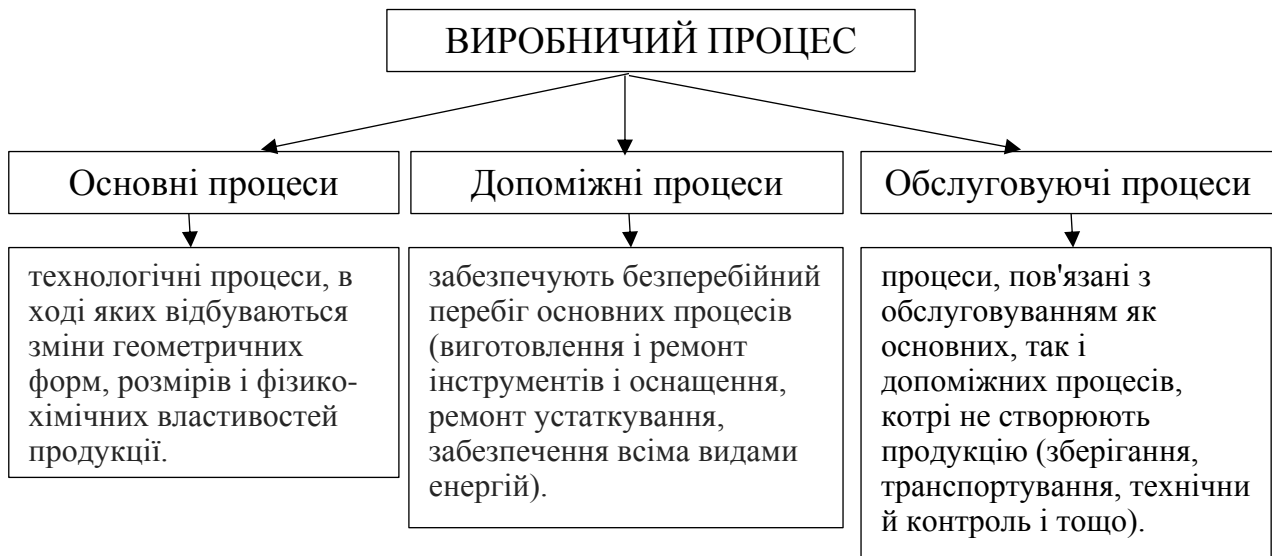 ВИРОБНИЧИЙ ПРОЦЕС
Основні процеси
Допоміжні процеси
Обслуговуючі процеси
технологічні процеси, в
ході яких відбуваються
зміни геометричних
форм, розмірів і фізико-
хімічних властивостей
продукції.
забезпечують безперебійний
перебіг основних процесів
(виготовлення і ремонт
інструментів і оснащення,
ремонт устаткування,
забезпечення всіма видами
енергій).
процеси, пов'язані з
обслуговуванням як
основних, так і
допоміжних процесів,
котрі не створюють
продукцію (зберігання,
транспортування, технічни
й контроль і тощо).